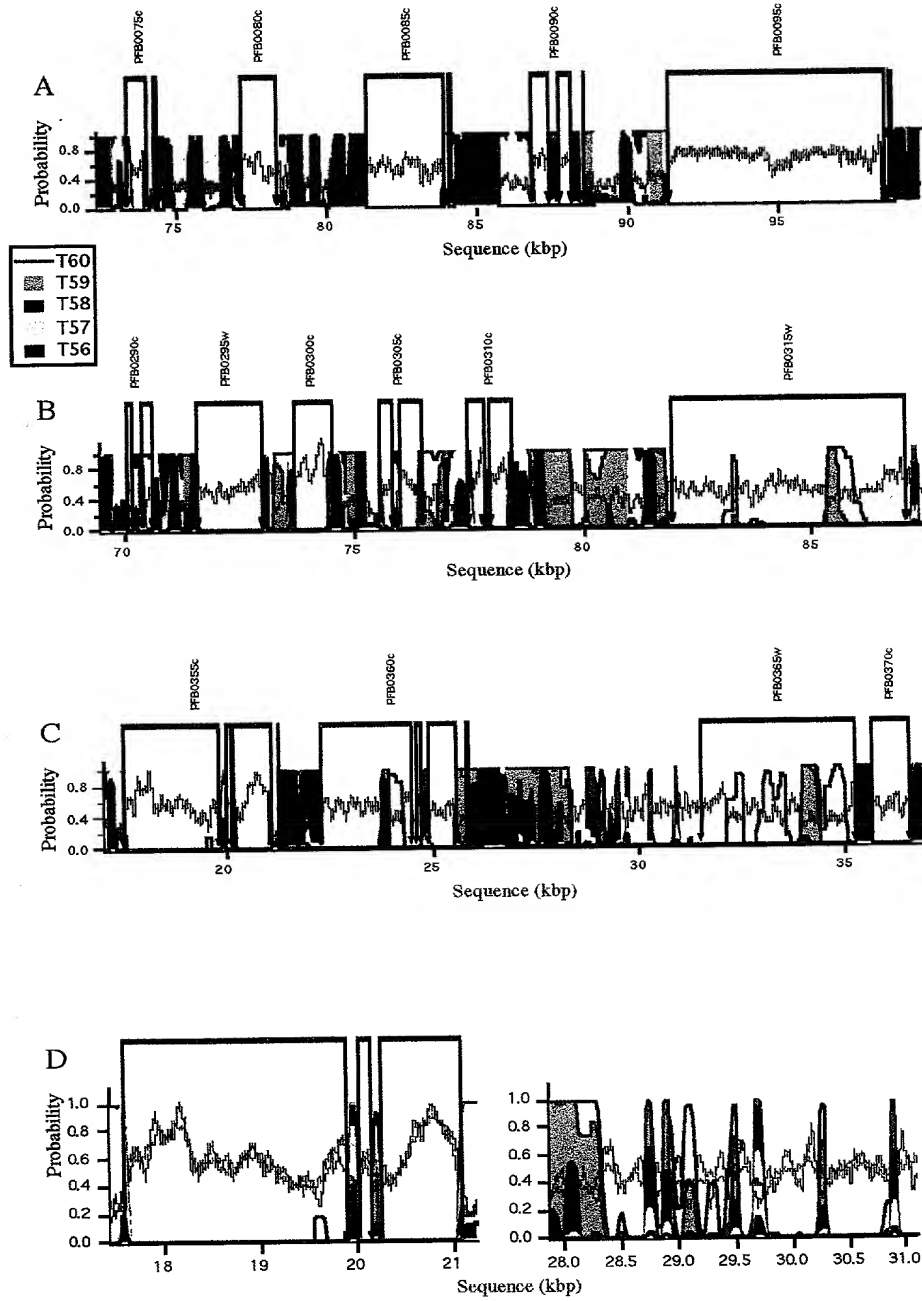 PFB0075c PFB0080c PFB0085c PFB0090c PFB0095c
A
Probability
0.8
0.4
0.0
75 80 85 90 95
Sequence (kbp)
T60
T59
T58
T57
T56
PFB0290c PFB0295w PFB0300c PFB0305c PFB0310c PFB0315w
B
Probability
0.8
0.4
0.0
70 75 80 85
Sequence (kbp)
PFB0355c PFB0360c PFB0365w PFB0370c
C
Probability
0.8
0.4
0.0
20 25 30 35
Sequence (kbp)
D
Probability
1.0
0.8
0.6
0.4
0.2
0
18 19 20 21
1.0
0.8
0.6
0.4
0.2
0.0
28.0 28.5 29.0 29.5 30.0 30.5 31.0
Sequence (kbp)